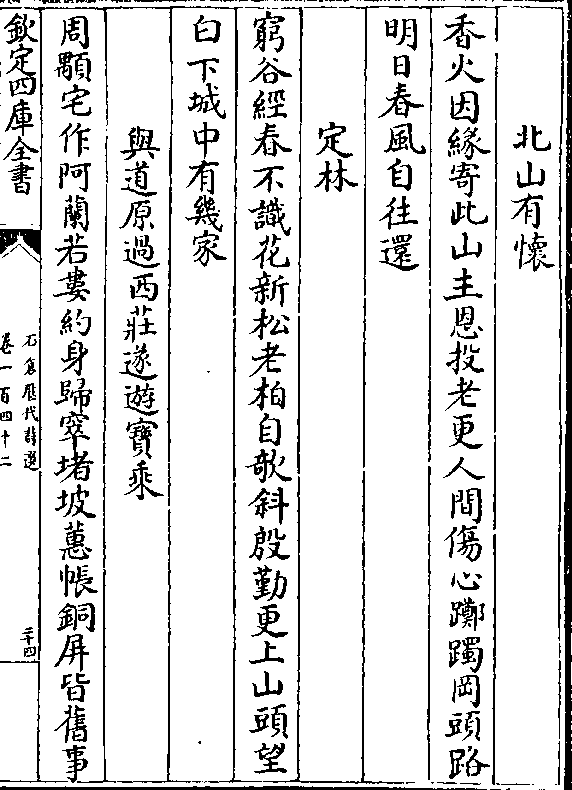 北山有懷
香火因緣寄此山主恩投老更人間傷心躑躅岡頭路
明日春風自往還
定林
窮谷經春不識花新松老柏自欹斜殷勤更上山頭望
白下城中有幾家
與道原過西莊遂遊寶乘
周顒宅作阿蘭若婁約身歸窣堵坡蕙帳銅屏皆舊事
欽定四庫全書
石倉歷代詩選
卷一百四十二
二十四